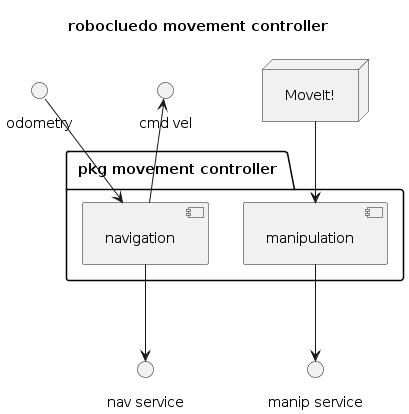 robocluedo movement controller
odometry
cmd vel
MoveIt!
pkg movement controller
navigation
manipulation
nav service
manip service